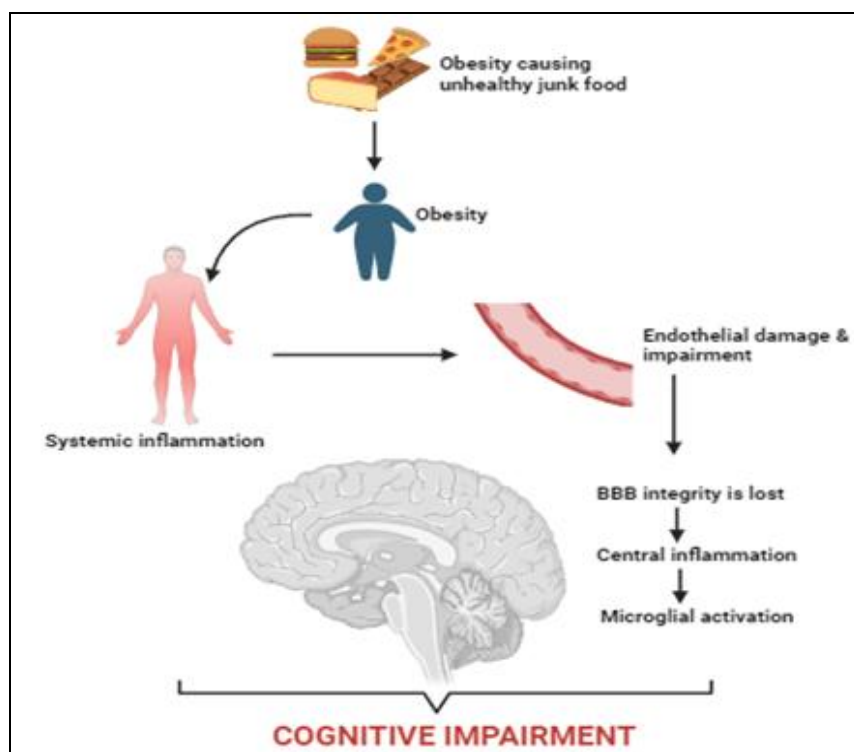 Obesity causing
unhealthy junk food
Obesity
Endothelial damage &
impairment
Systemic inflammation
BBB integrity is lost
Central inflammation
Microglial activation
COGNITIVE IMPAIRMENT